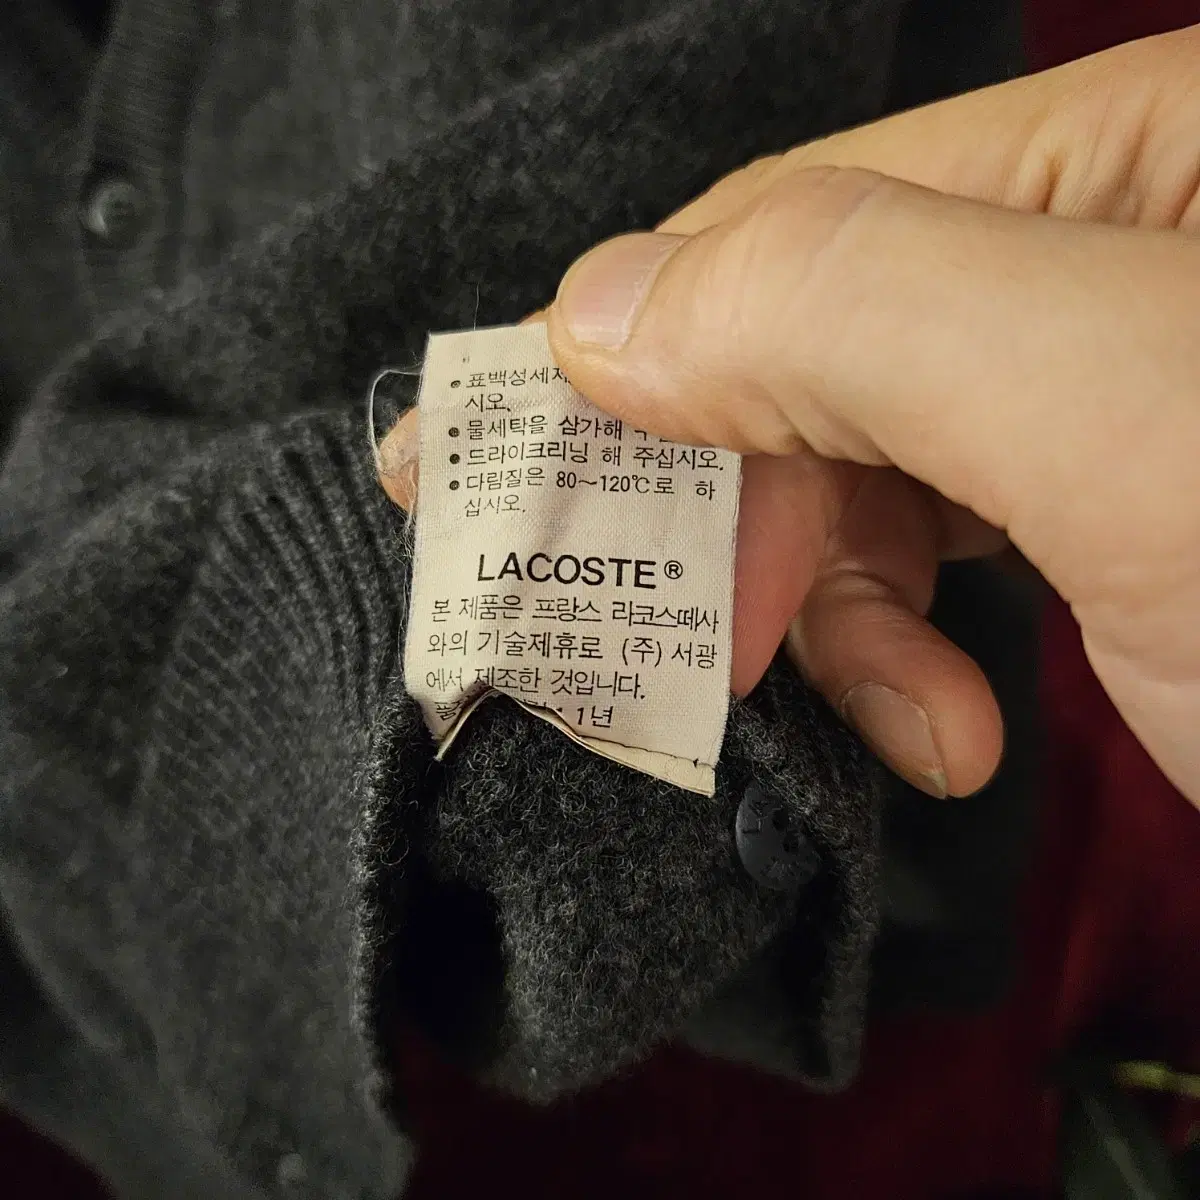 • 표백성세
시오.
• 물세탁을 삼가해
• 드라이크리닝 해 주십시오.
• 다림질은 80～120℃로 하
십시오.
LACOSTE®
본 제품은 프랑스 라코스떼사
와의 기술제휴로 (주) 서광
에서 제조한 것입니다.
1년